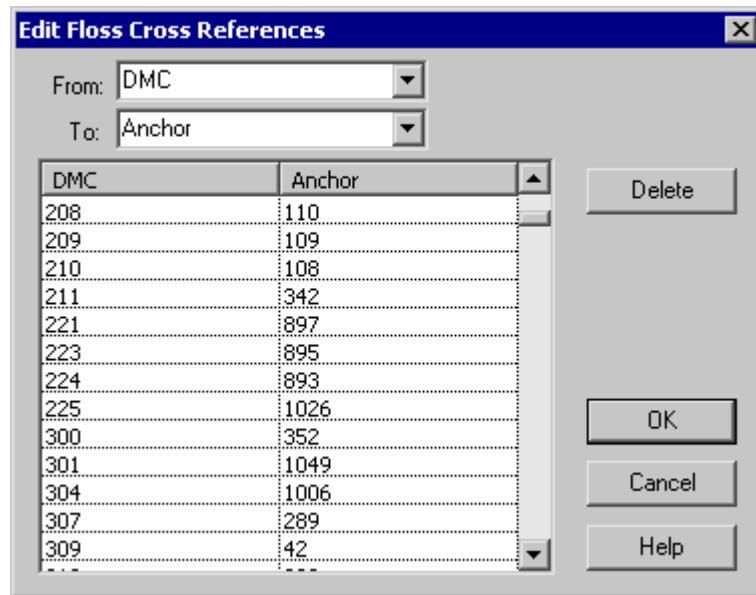 Edit Floss Cross References
From: DMC
To: Anchor
DMC Anchor
208 110
209 109
210 108
211 342
221 897
223 895
224 893
225 1026
300 352
301 1049
304 1006
307 289
309 42
Delete
OK
Cancel
Help